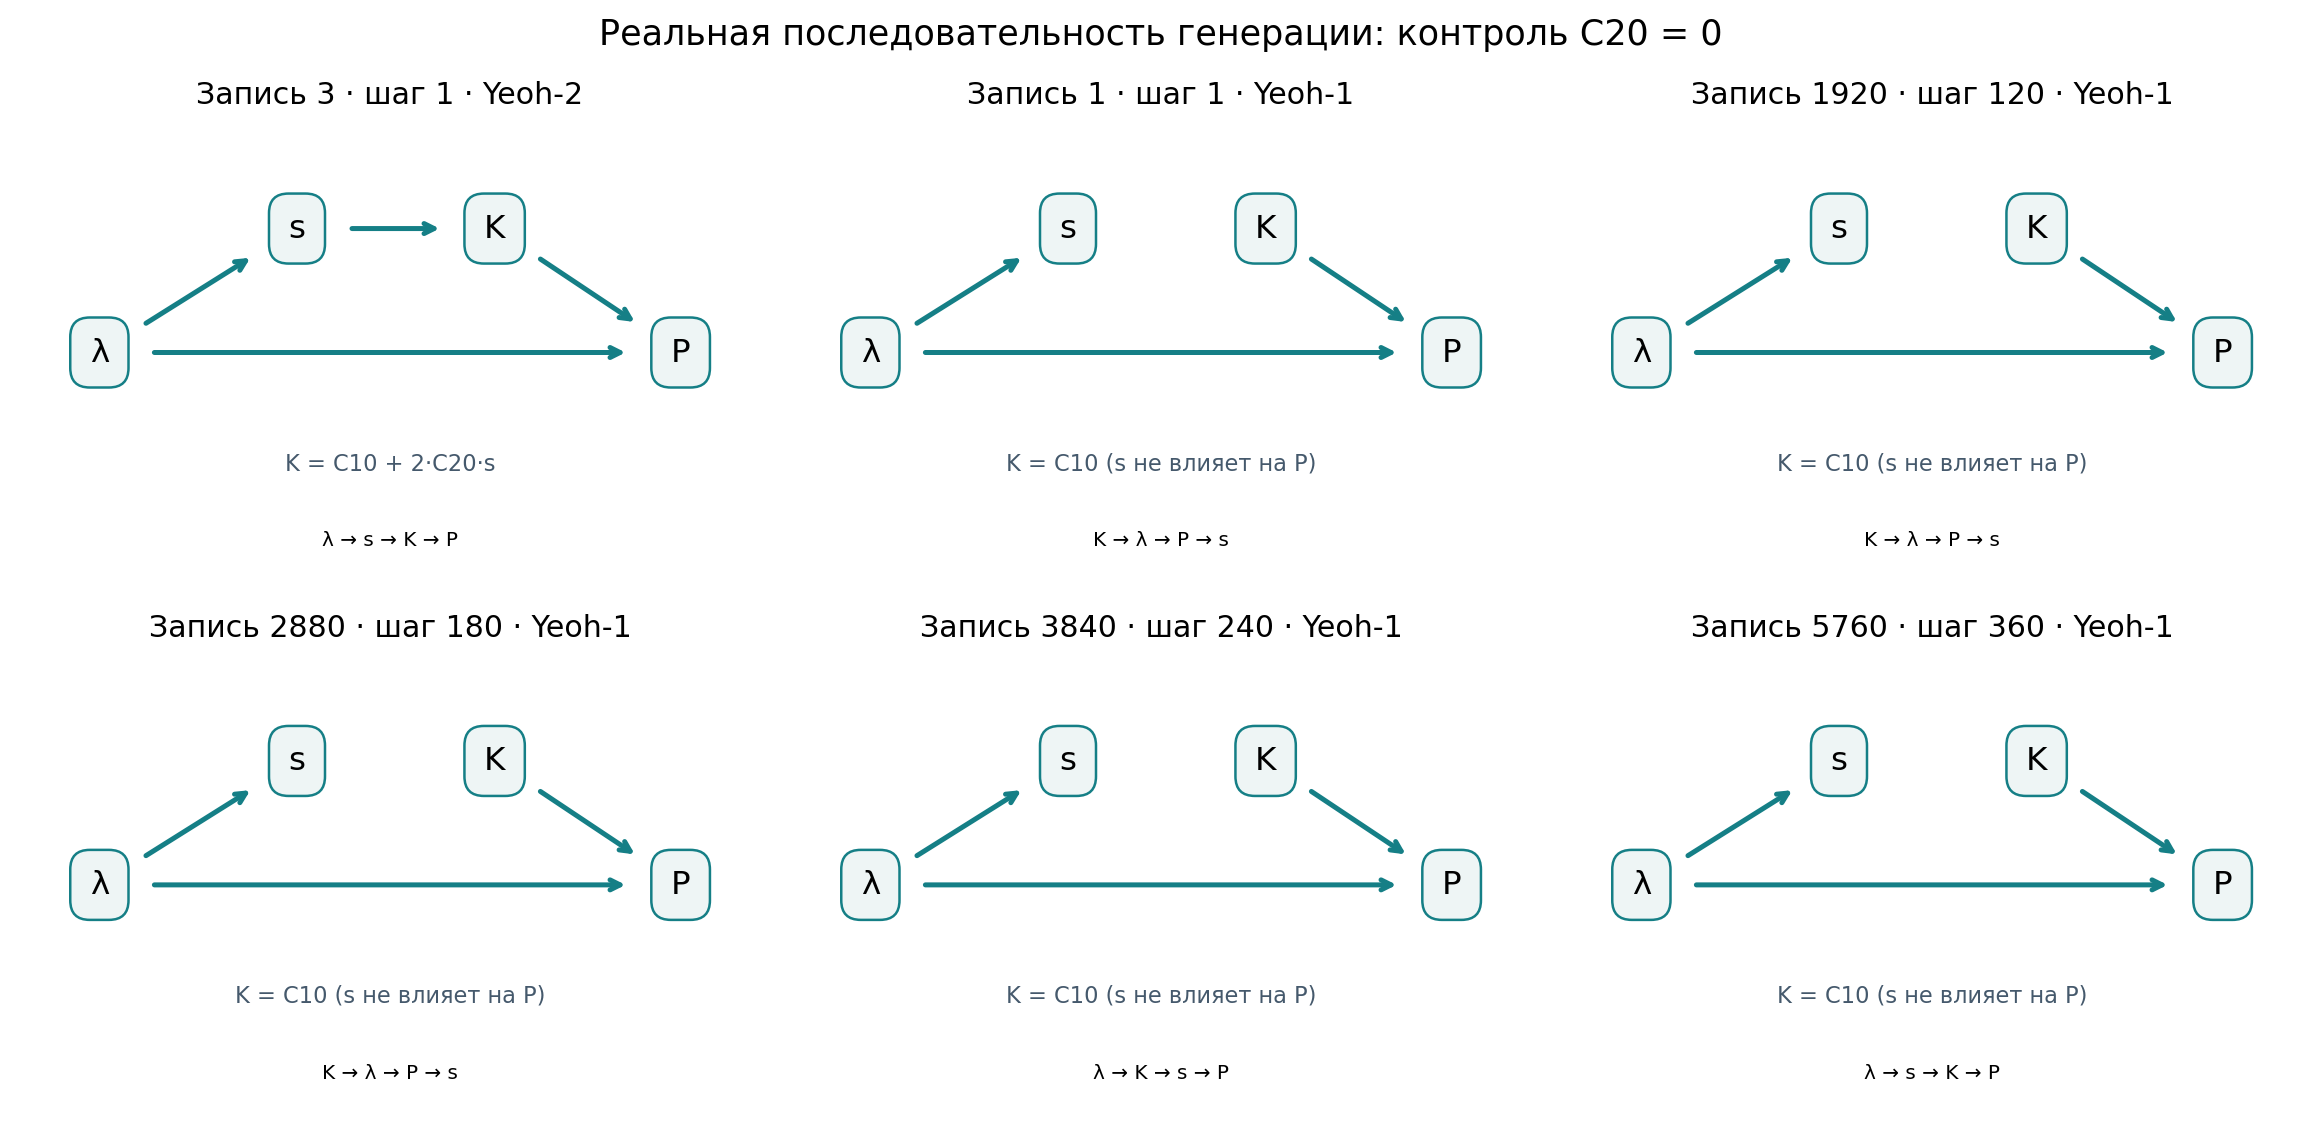 Реальная последовательность генерации: контроль C20 = 0
Запись 3 · шаг 1 · Yeoh-2
s
K
λ
P
K = C10 + 2·C20·s
λ → s → K → P
Запись 1 · шаг 1 · Yeoh-1
s
K
λ
P
K = C10 (s не влияет на P)
K → λ → P → s
Запись 1920 · шаг 120 · Yeoh-1
s
K
λ
P
K = C10 (s не влияет на P)
K → λ → P → s
Запись 2880 · шаг 180 · Yeoh-1
s
K
λ
P
K = C10 (s не влияет на P)
K → λ → P → s
Запись 3840 · шаг 240 · Yeoh-1
s
K
λ
P
K = C10 (s не влияет на P)
λ → K → s → P
Запись 5760 · шаг 360 · Yeoh-1
s
K
λ
P
K = C10 (s не влияет на P)
λ → s → K → P